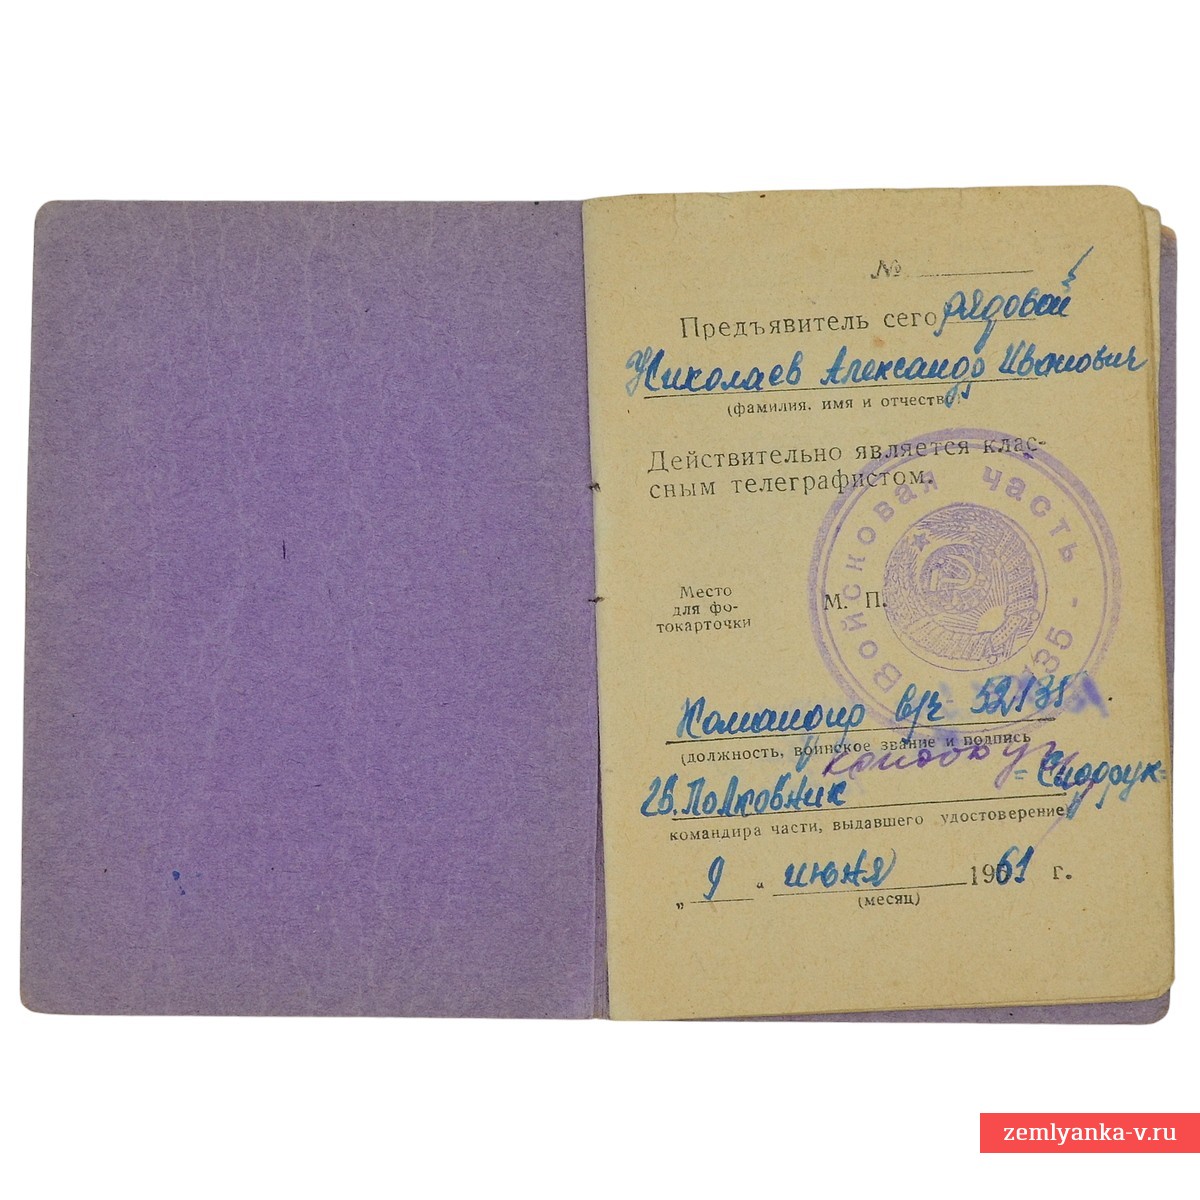 №
Предъявитель сего рядовой
Николаев Александр Иванович
(фамилия, имя и отчество)
Действительно является клас-
сным телеграфистом.
Войсковая часть
135
Место
для фо-
токарточки
М. П.
Командир в/ч 52135
(должность, воинское звание и подпись
Полковник
командира части, выдавшего удостоверение)
„ 9 “ июня 1961 г.
(месяц)
zemlyanka-v.ru